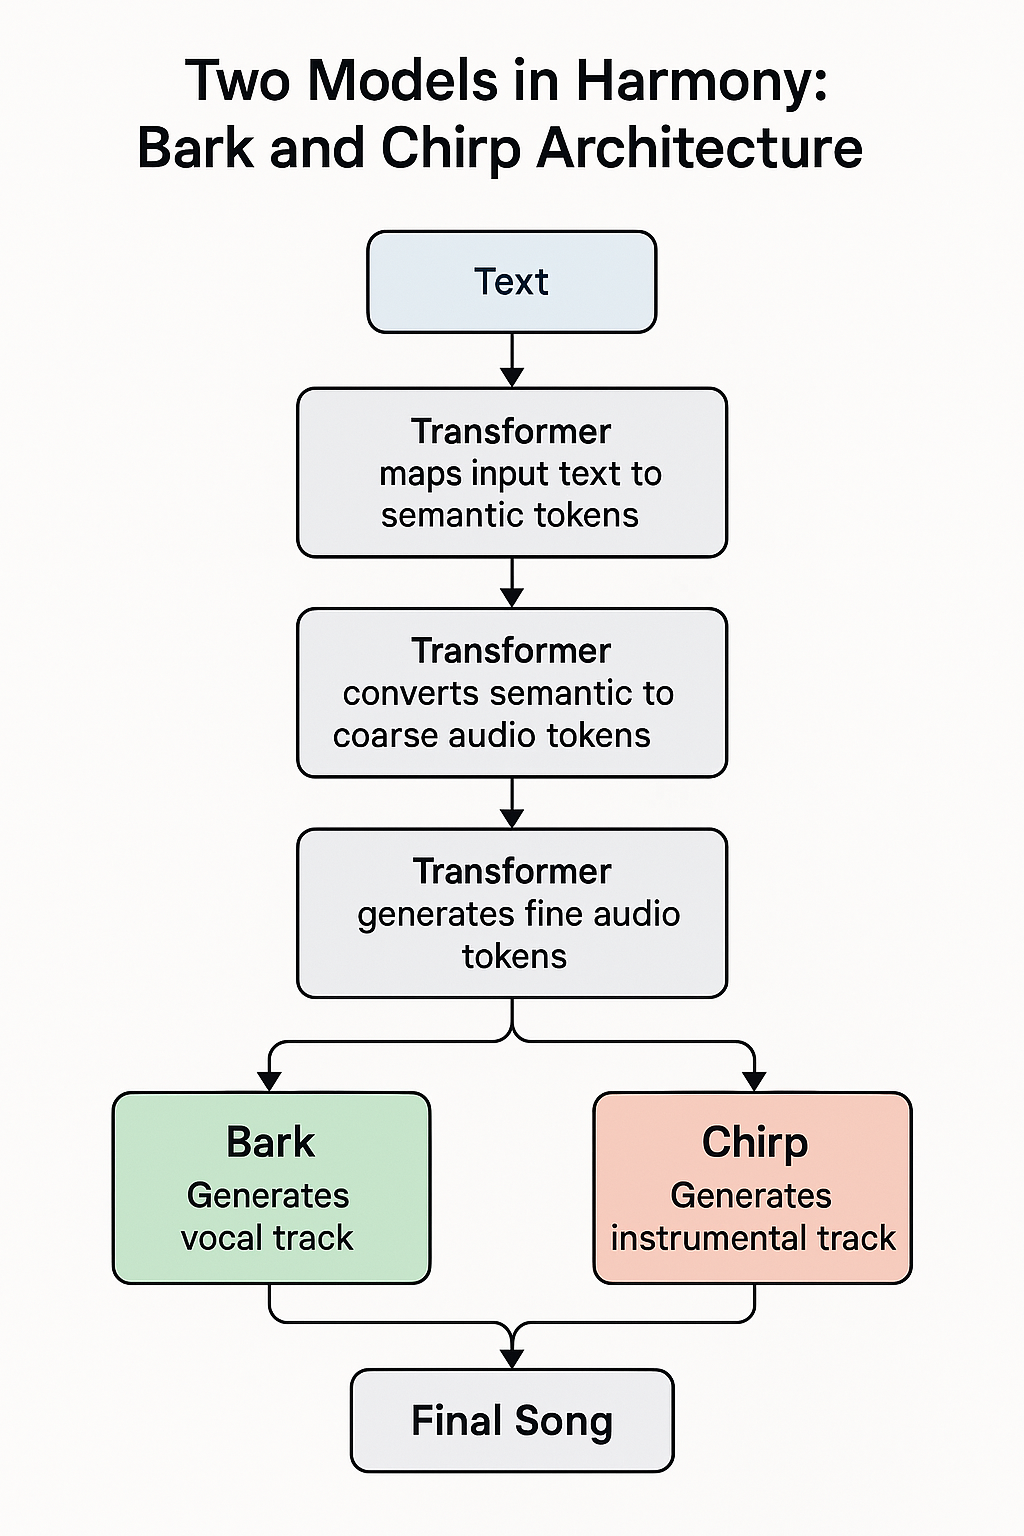 Two Models in Harmony:
Bark and Chirp Architecture
Text
Transformer
maps input text to
semantic tokens
Transformer
converts semantic to
coarse audio tokens
Transformer
generates fine audio
tokens
Bark
Generates
vocal track
Chirp
Generates
instrumental track
Final Song